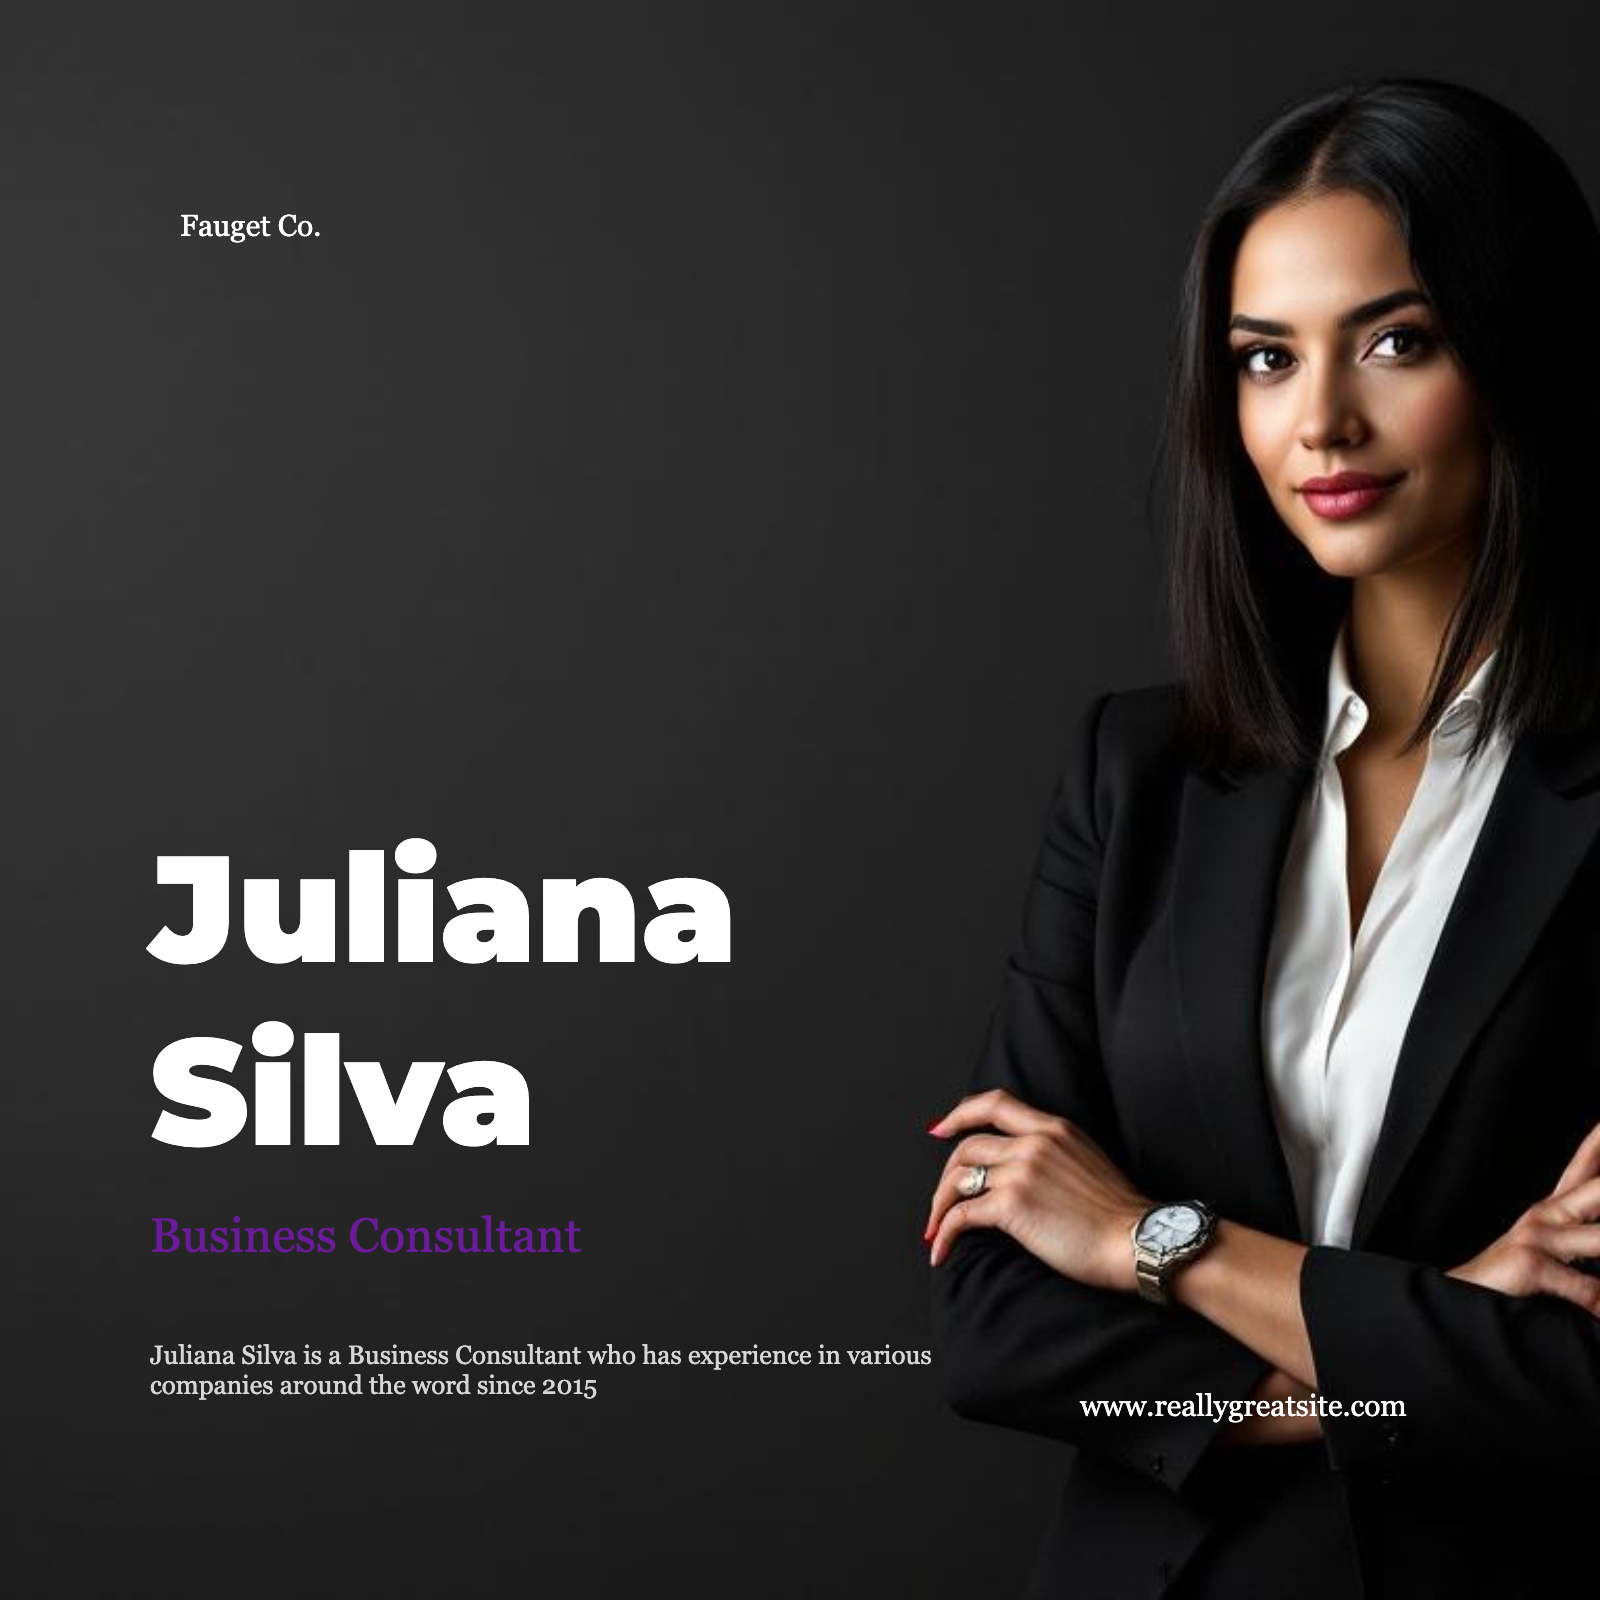 Fauget Co.
Juliana
Silva
Business Consultant
Juliana Silva is a Business Consultant who has experience in various
companies around the word since 2015
www.reallygreatsite.com